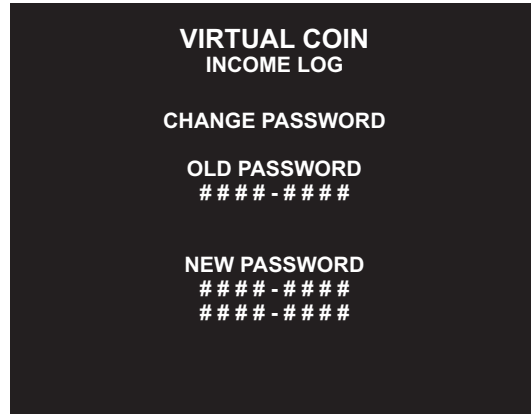 VIRTUAL COIN
INCOME LOG
CHANGE PASSWORD
OLD PASSWORD
# # # # - # # # #
NEW PASSWORD
# # # # - # # # #
# # # # - # # # #